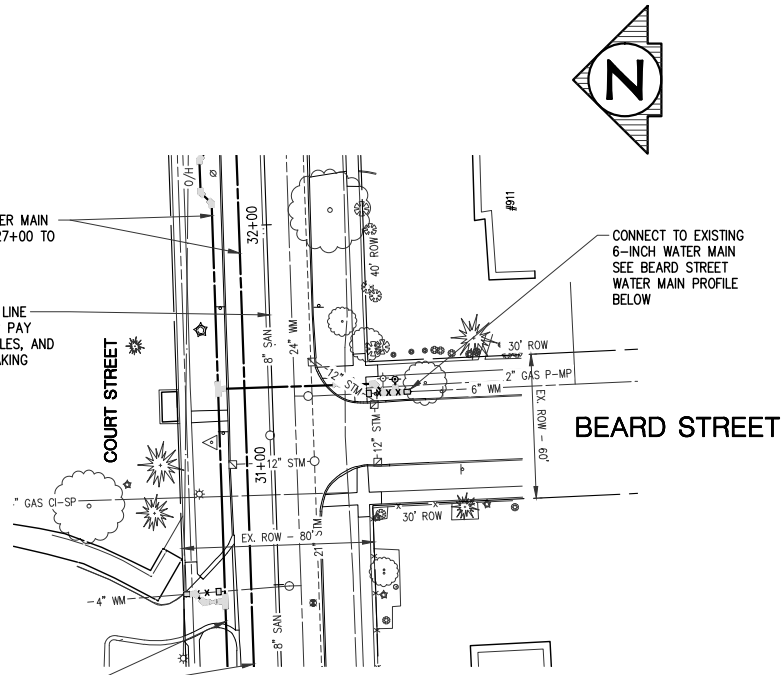 N
ER MAIN
27+00 TO
O/H
32+00
#911
40' ROW
CONNECT TO EXISTING
6-INCH WATER MAIN
SEE BEARD STREET
WATER MAIN PROFILE
BELOW
LINE
PAY
LES, AND
AKING
COURT STREET
8" SAN
24" WM
30' ROW
12" STM
2" GAS P-MP
6" WM
EX. ROW - 60'
BEARD STREET
31+00
12" STM
12" STM
" GAS CI-SP
30' ROW
EX. ROW - 80'
21" STM
4" WM
8" SAN